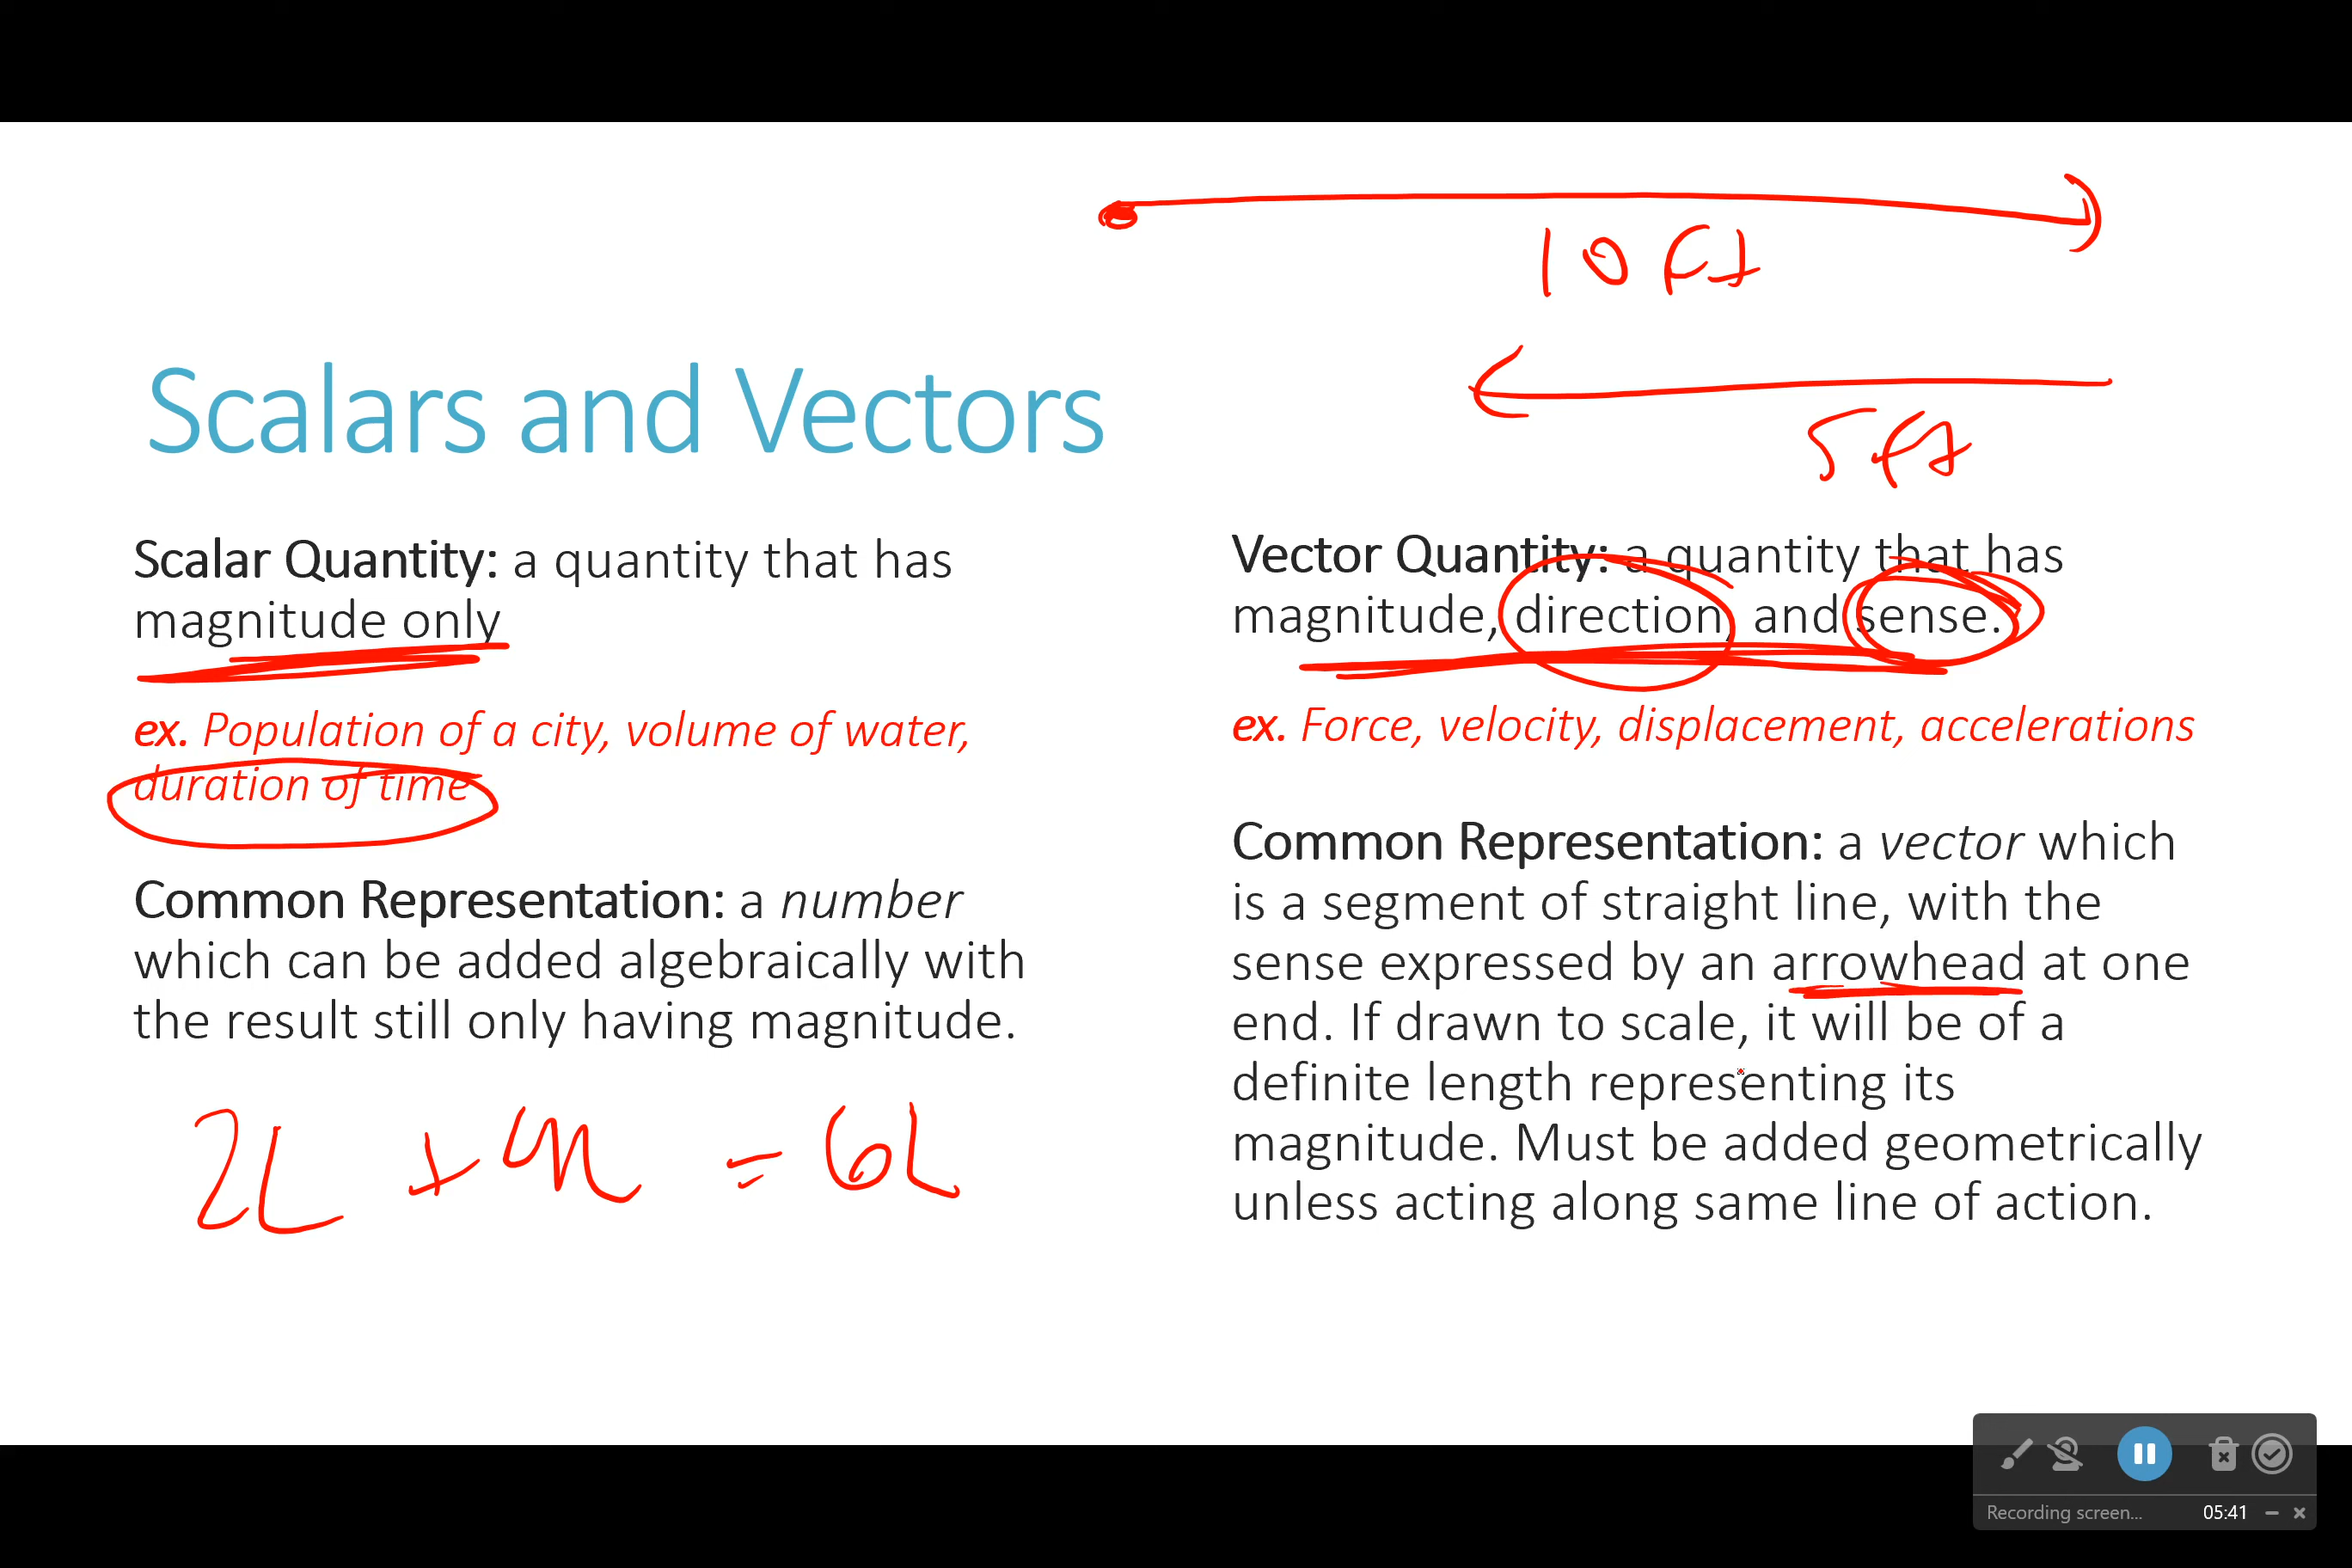 10 ft
5 ft
Scalars and Vectors
Scalar Quantity: a quantity that has
magnitude only
ex. Population of a city, volume of water,
duration of time
Common Representation: a number
which can be added algebraically with
the result still only having magnitude.
2L + 4L = 6L
Vector Quantity: a quantity that has
magnitude, direction, and sense.
ex. Force, velocity, displacement, accelerations
Common Representation: a vector which
is a segment of straight line, with the
sense expressed by an arrowhead at one
end. If drawn to scale, it will be of a
definite length representing its
magnitude. Must be added geometrically
unless acting along same line of action.
Recording screen... 05:41